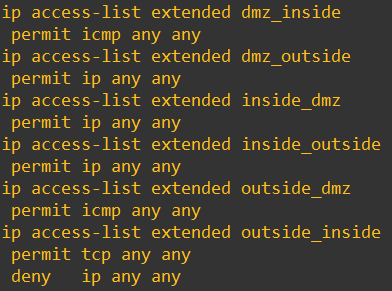 ip access-list extended dmz_inside
 permit icmp any any
ip access-list extended dmz_outside
 permit ip any any
ip access-list extended inside_dmz
 permit ip any any
ip access-list extended inside_outside
 permit ip any any
ip access-list extended outside_dmz
 permit icmp any any
ip access-list extended outside_inside
 permit tcp any any
 deny   ip any any